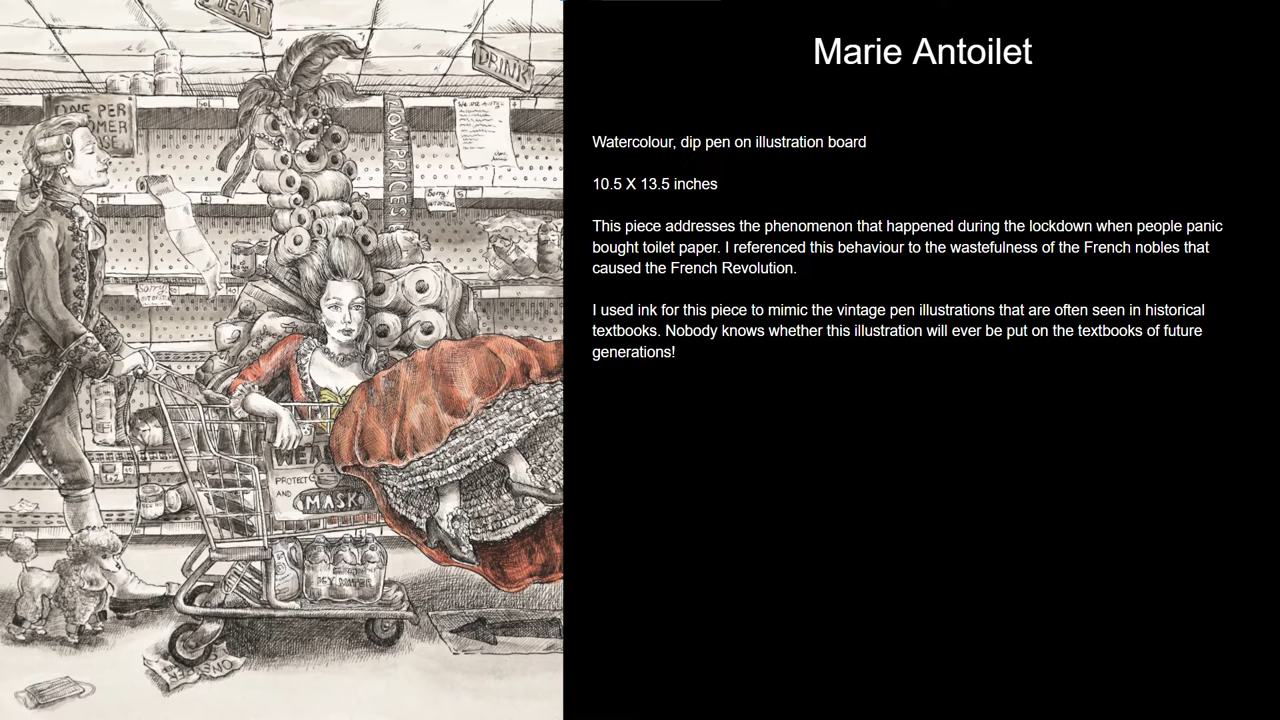 MEAT
DRINK
Marie Antoilet
ONE PER
LOW PRICES
Sorry!
Sorry!
Watercolour, dip pen on illustration board
10.5 X 13.5 inches
This piece addresses the phenomenon that happened during the lockdown when people panic
bought toilet paper. I referenced this behaviour to the wastefulness of the French nobles that
caused the French Revolution.
I used ink for this piece to mimic the vintage pen illustrations that are often seen in historical
textbooks. Nobody knows whether this illustration will ever be put on the textbooks of future
generations!
PROTECT
AND
MASK